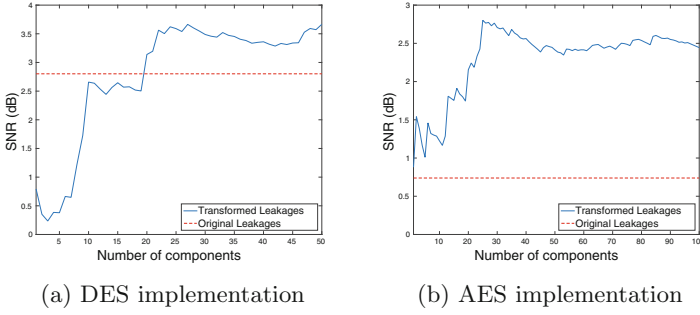 4
3.5
3
2.5
2
1.5
1
0.5
0
SNR (dB)
5 10 15 20 25 30 35 40 45 50
Number of components
Transformed Leakages
Original Leakages
(a) DES implementation
3
2.5
2
1.5
1
0.5
0
SNR (dB)
10 20 30 40 50 60 70 80 90 100
Number of components
Transformed Leakages
Original Leakages
(b) AES implementation